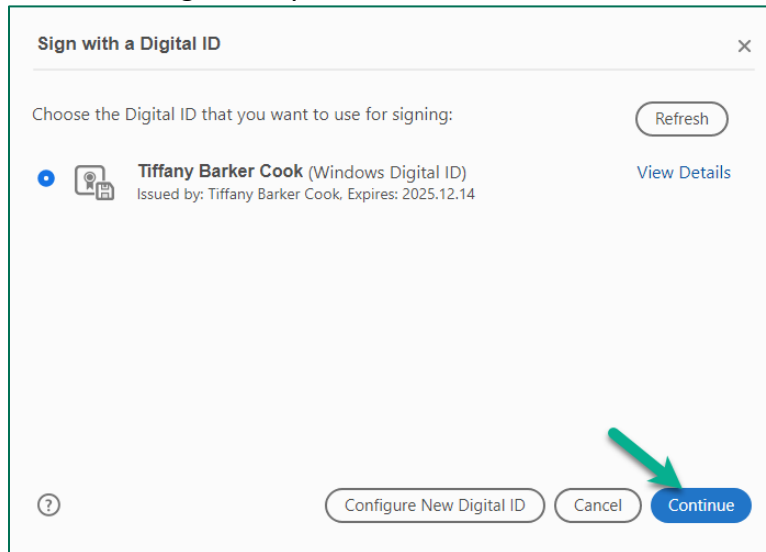 Sign with a Digital ID
Choose the Digital ID that you want to use for signing:
Refresh
Tiffany Barker Cook (Windows Digital ID)
View Details
Issued by: Tiffany Barker Cook, Expires: 2025.12.14
?
Configure New Digital ID
Cancel
Continue